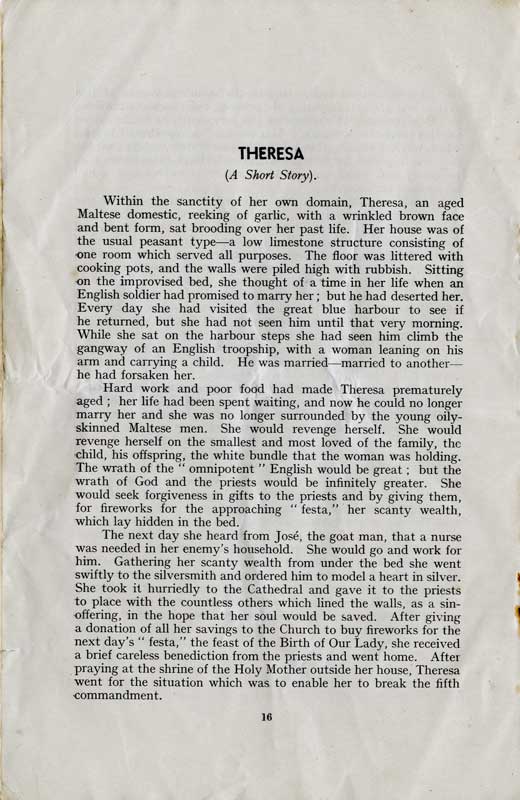 THERESA
(A Short Story).
Within the sanctity of her own domain, Theresa, an aged
Maltese domestic, reeking of garlic, with a wrinkled brown face
and bent form, sat brooding over her past life. Her house was of
the usual peasant type—a low limestone structure consisting of
one room which served all purposes. The floor was littered with
cooking pots, and the walls were piled high with rubbish. Sitting
on the improvised bed, she thought of a time in her life when an
English soldier had promised to marry her ; but he had deserted her.
Every day she had visited the great blue harbour to see if
he returned, but she had not seen him until that very morning.
While she sat on the harbour steps she had seen him climb the
gangway of an English troopship, with a woman leaning on his
arm and carrying a child. He was married—married to another—
he had forsaken her.
Hard work and poor food had made Theresa prematurely
aged ; her life had been spent waiting, and now he could no longer
marry her and she was no longer surrounded by the young oily-
skinned Maltese men. She would revenge herself. She would
revenge herself on the smallest and most loved of the family, the
child, his offspring, the white bundle that the woman was holding.
The wrath of the " omnipotent " English would be great ; but the
wrath of God and the priests would be infinitely greater. She
would seek forgiveness in gifts to the priests and by giving them,
for fireworks for the approaching " festa," her scanty wealth,
which lay hidden in the bed.
The next day she heard from José, the goat man, that a nurse
was needed in her enemy's household. She would go and work for
him. Gathering her scanty wealth from under the bed she went
swiftly to the silversmith and ordered him to model a heart in silver.
She took it hurriedly to the Cathedral and gave it to the priests
to place with the countless others which lined the walls, as a sin-
offering, in the hope that her soul would be saved. After giving
a donation of all her savings to the Church to buy fireworks for the
next day's " festa," the feast of the Birth of Our Lady, she received
a brief careless benediction from the priests and went home. After
praying at the shrine of the Holy Mother outside her house, Theresa
went for the situation which was to enable her to break the fifth
commandment.
16